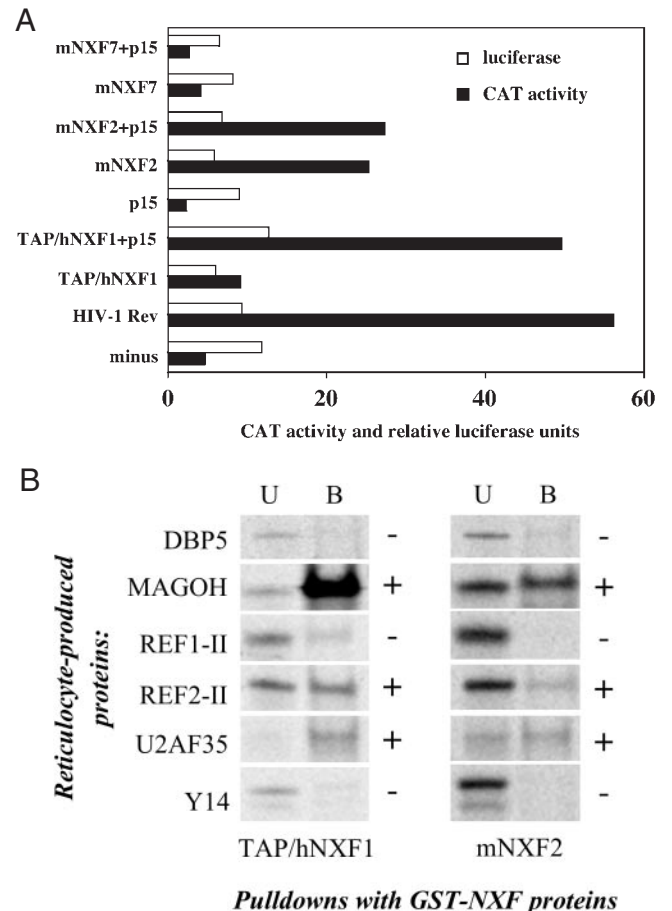 A
mNXF7+p15
mNXF7
mNXF2+p15
mNXF2
p15
TAP/hNXF1+p15
TAP/hNXF1
HIV-1 Rev
minus
luciferase
CAT activity
0 20 40 60
CAT activity and relative luciferase units
B
U B U B
Reticulocyte-produced
proteins:
DBP5 - -
MAGOH + +
REF1-II - -
REF2-II + +
U2AF35 + +
Y14 - -
TAP/hNXF1 mNXF2
Pulldowns with GST-NXF proteins